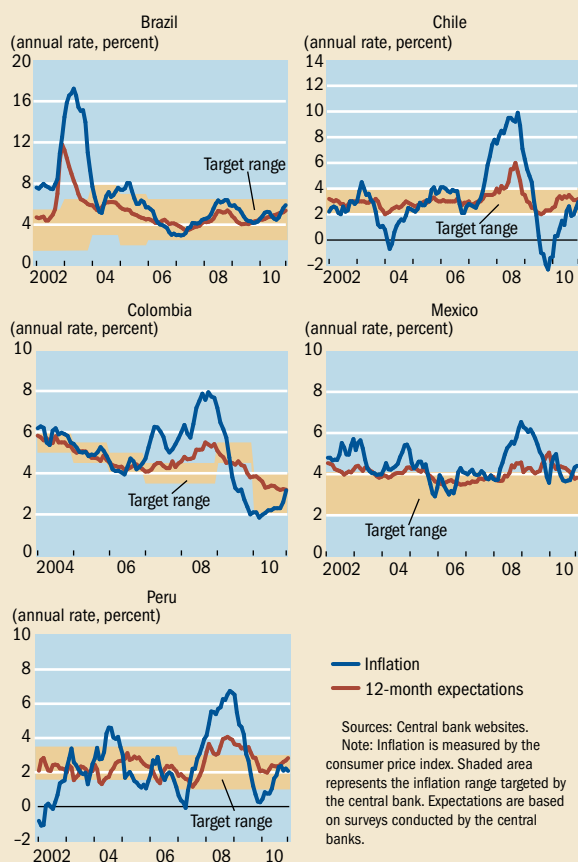 Brazil
(annual rate, percent)
20
16
12
8
4
0
Target range
2002 04 06 08 10
Chile
(annual rate, percent)
14
12
10
8
6
4
2
0
–2
Target range
2002 04 06 08 10
Colombia
(annual rate, percent)
10
8
6
4
2
0
Target range
2004 06 08 10
Mexico
(annual rate, percent)
10
8
6
4
2
0
Target range
2002 04 06 08 10
Peru
(annual rate, percent)
10
8
6
4
2
0
–2
Target range
2002 04 06 08 10
Inflation
12-month expectations
Sources: Central bank websites.
Note: Inflation is measured by the
consumer price index. Shaded area
represents the inflation range targeted by
the central bank. Expectations are based
on surveys conducted by the central
banks.